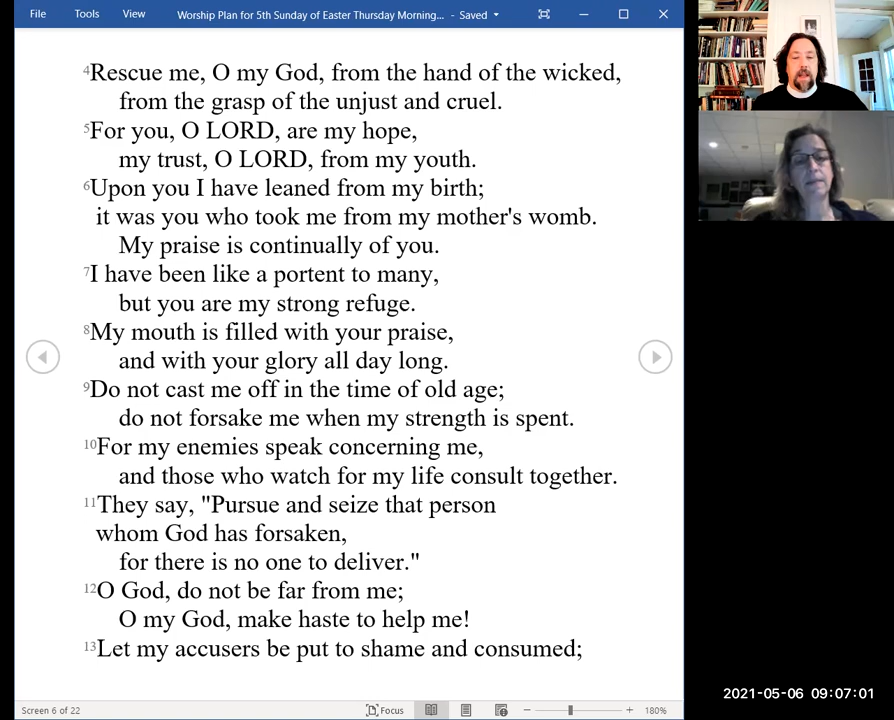 File Tools View Worship Plan for 5th Sunday of Easter Thursday Morning... - Saved
4Rescue me, O my God, from the hand of the wicked,
from the grasp of the unjust and cruel.
5For you, O LORD, are my hope,
my trust, O LORD, from my youth.
6Upon you I have leaned from my birth;
it was you who took me from my mother's womb.
My praise is continually of you.
7I have been like a portent to many,
but you are my strong refuge.
8My mouth is filled with your praise,
and with your glory all day long.
9Do not cast me off in the time of old age;
do not forsake me when my strength is spent.
10For my enemies speak concerning me,
and those who watch for my life consult together.
11They say, "Pursue and seize that person
whom God has forsaken,
for there is no one to deliver."
12O God, do not be far from me;
O my God, make haste to help me!
13Let my accusers be put to shame and consumed;
Screen 6 of 22 Focus 180%
2021-05-06 09:07:01